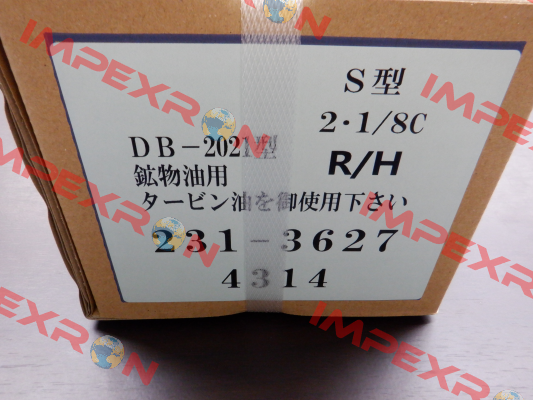 S型
2・1/8C
DB-2021型
R/H
鉱物油用
タービン油を御使用下さい
231-3627
4314
IMPEXRON
IMPEXRON
IMPEXRON
IMPEXRON
IMPEXRON
IMPEXRON